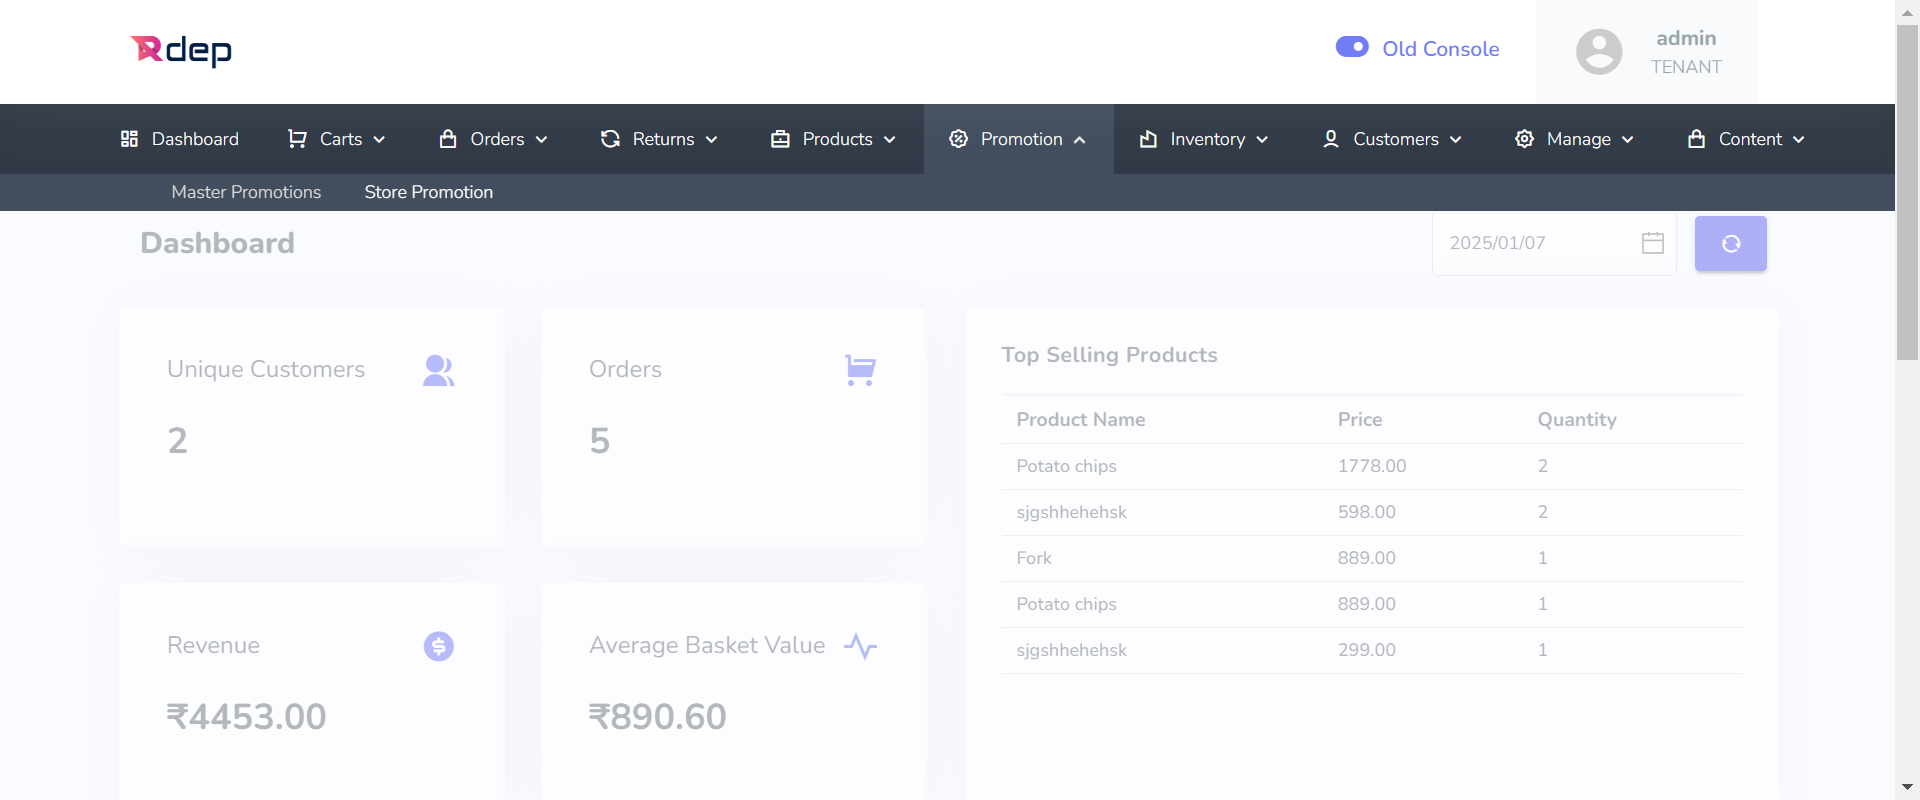 Rdep
Old Console
admin
TENANT
Dashboard Carts Orders Returns Products Promotion Inventory Customers Manage Content
Master Promotions Store Promotion
Dashboard
2025/01/07
Unique Customers
2
Orders
5
Revenue
₹4453.00
Average Basket Value
₹890.60
Top Selling Products
Product Name Price Quantity
Potato chips 1778.00 2
sjgshhehehsk 598.00 2
Fork 889.00 1
Potato chips 889.00 1
sjgshhehehsk 299.00 1